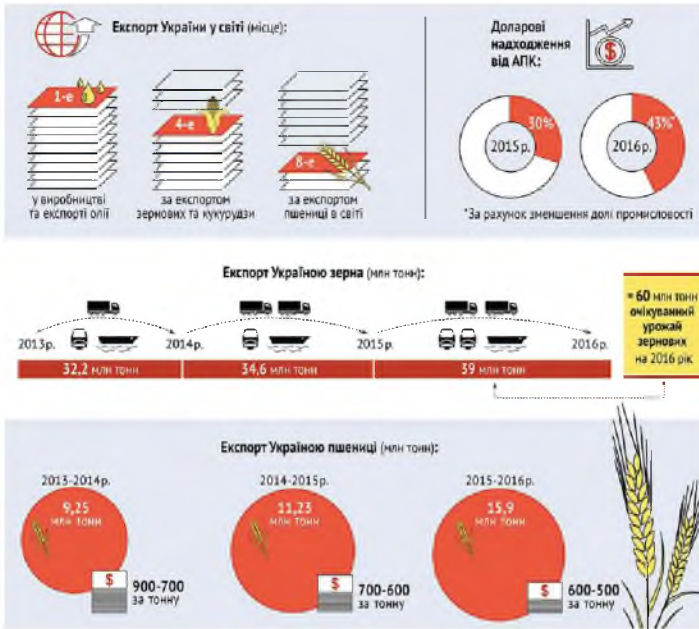 Експорт України у світі (місце):
1-е
4-е
8-е
у виробництві
та експорті олії
за експортом
зернових та кукурудзи
за експортом
пшениці в світі
Доларові
надходження
від АПК:
$
30%
2015р.
43%*
2016р.
*За рахунок зменшення долі промисловості
Експорт Україною зерна (млн тонн):
2013р.
2014р.
2015р.
2016р.
32,2 млн тонн
34,6 млн тонн
39 млн тонн
* 60 млн тонн
очікуванний
урожай
зернових
на 2016 рік
Експорт Україною пшениці (млн тонн):
2013-2014р.
9,25
млн тонн
$
900-700
за тонну
2014-2015р.
11,23
млн тонн
$
700-600
за тонну
2015-2016р.
15,9
млн тонн
$
600-500
за тонну